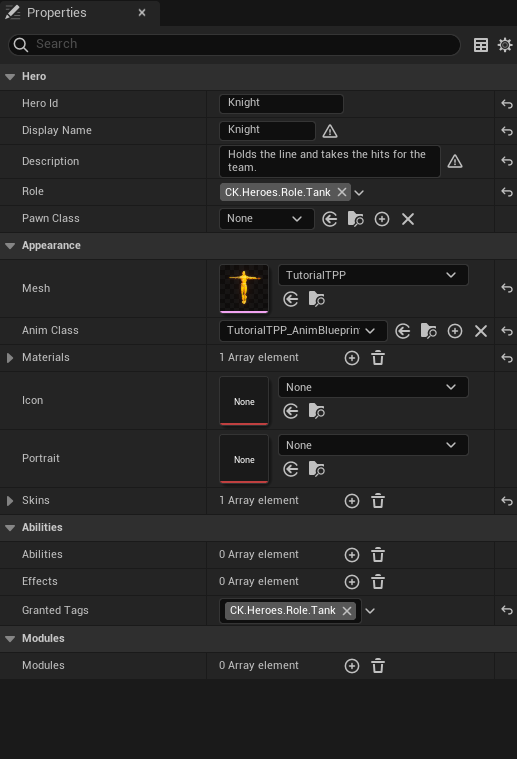 Properties
Search
Hero
Hero Id Knight
Display Name Knight
Description Holds the line and takes the hits for the
team.
Role CK.Heroes.Role.Tank
Pawn Class None
Appearance
Mesh TutorialTPP
Anim Class TutorialTPP_AnimBlueprin
Materials 1 Array element
Icon None None
Portrait None None
Skins 1 Array element
Abilities
Abilities 0 Array element
Effects 0 Array element
Granted Tags CK.Heroes.Role.Tank
Modules
Modules 0 Array element